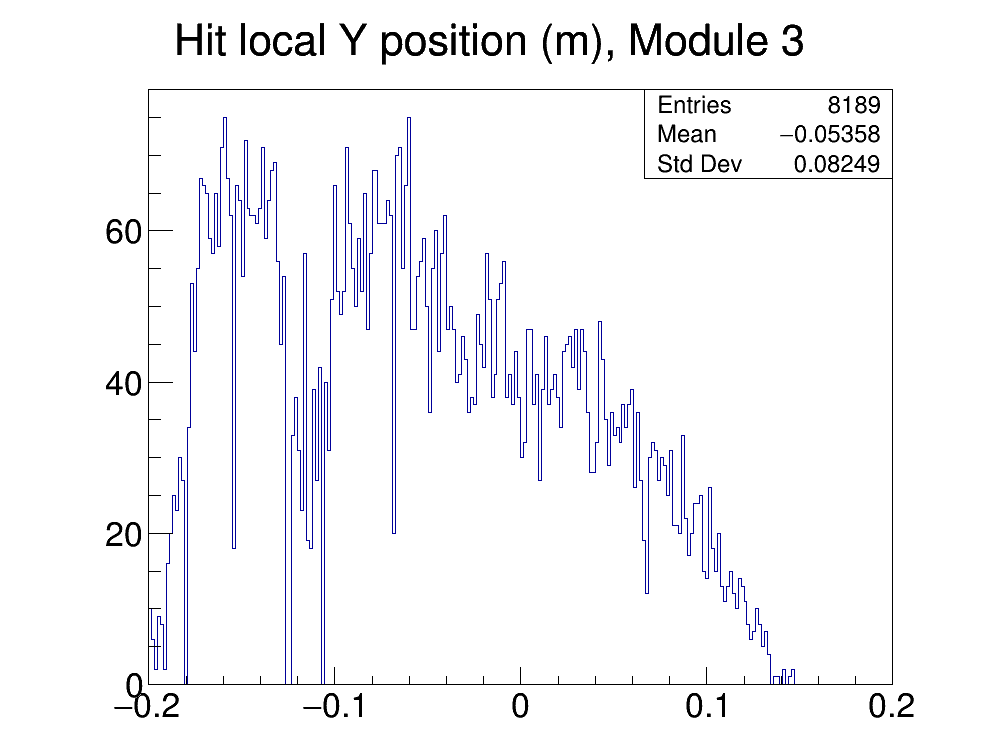 Hit local Y position (m), Module 3
Entries 8189
Mean −0.05358
Std Dev 0.08249
60
40
20
0
−0.2 −0.1 0 0.1 0.2